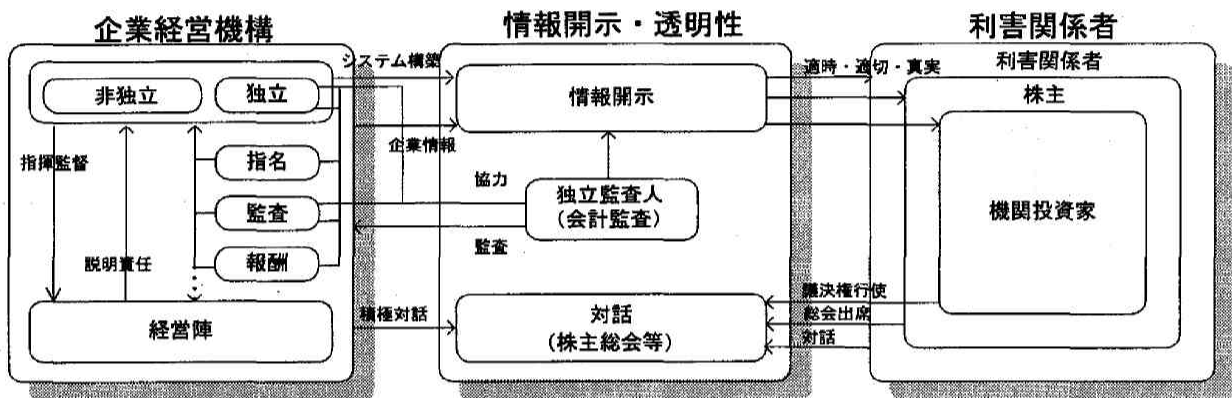 企業経営機構
情報開示・透明性
利害関係者
非独立
独立
指名
監査
報酬
指揮監督
説明責任
経営陣
システム構築
企業情報
協力
監査
積極対話
情報開示
独立監査人
(会計監査)
対話
(株主総会等)
適時・適切・真実
利害関係者
株主
機関投資家
議決権行使
総会出席
対話